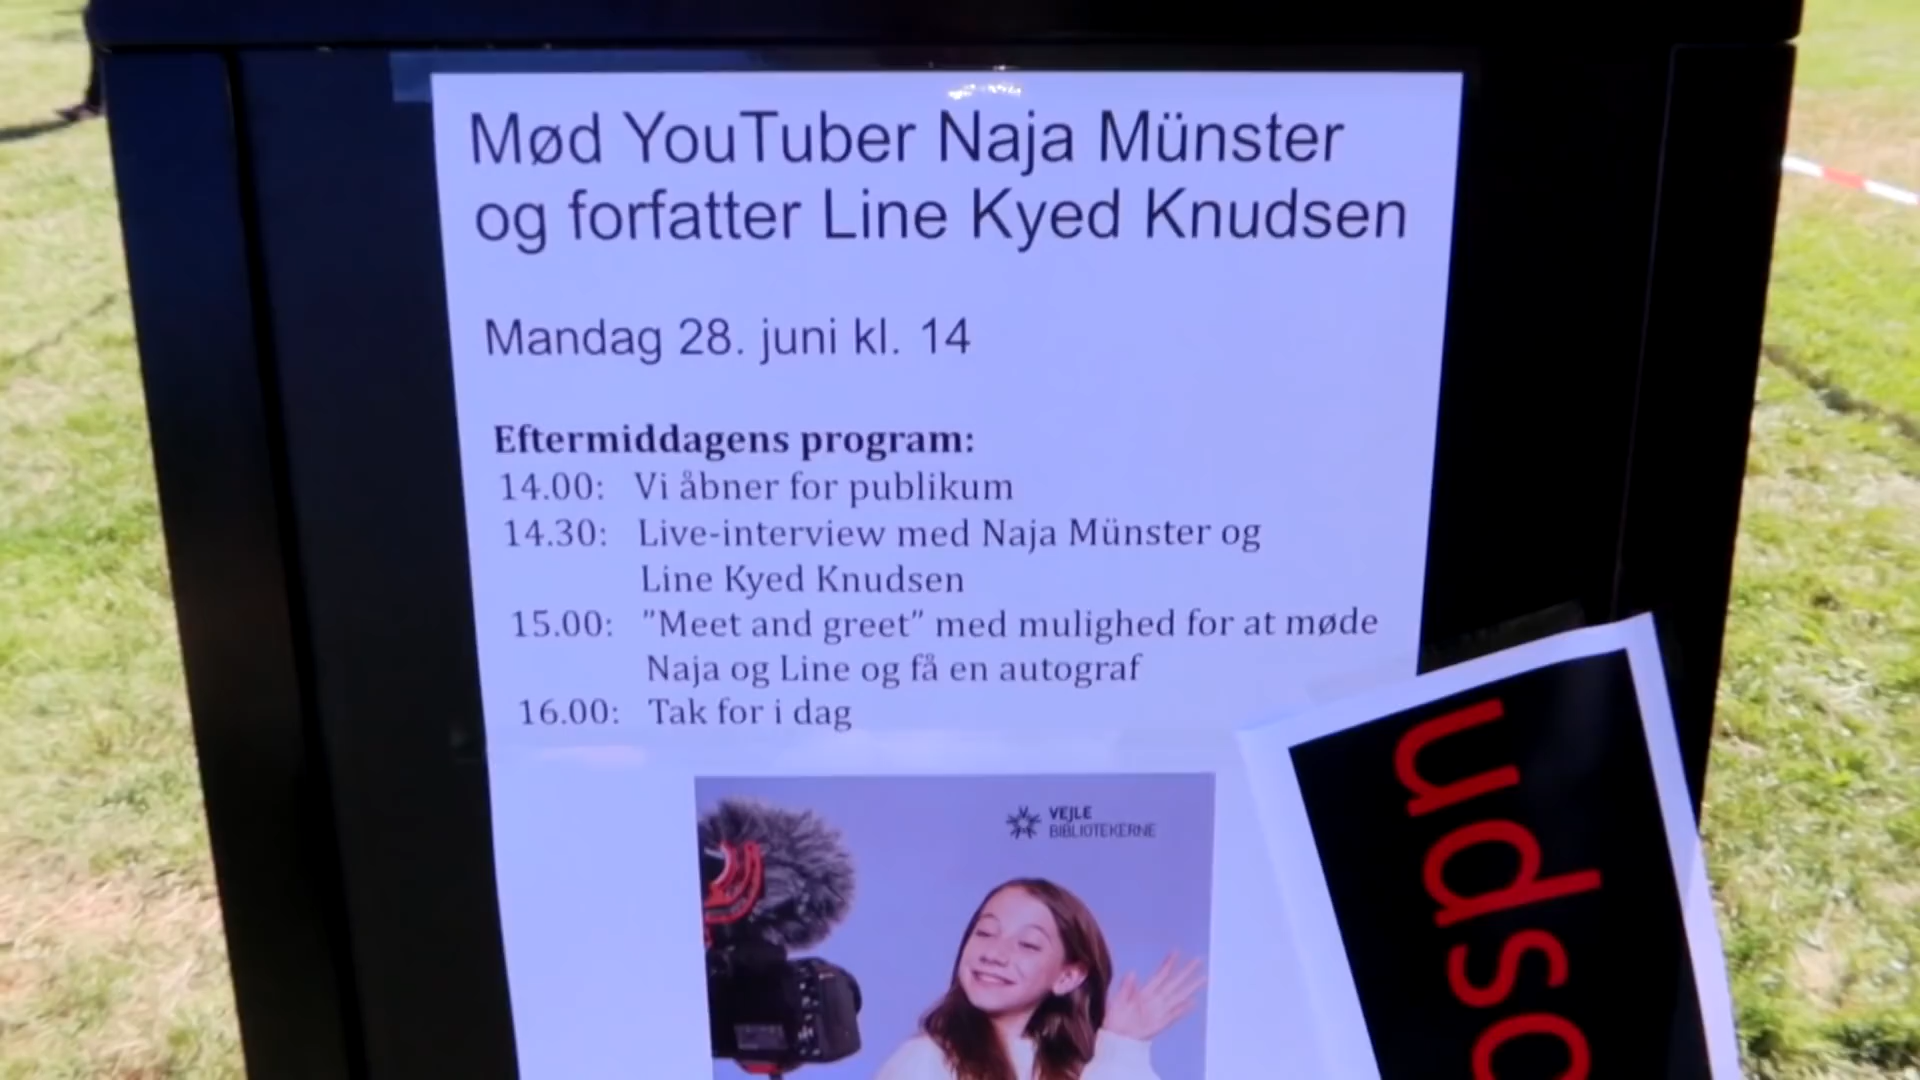 Mød YouTuber Naja Münster
og forfatter Line Kyed Knudsen
Mandag 28. juni kl. 14
Eftermiddagens program:
14.00: Vi åbner for publikum
14.30: Live-interview med Naja Münster og
Line Kyed Knudsen
15.00: "Meet and greet" med mulighed for at møde
Naja og Line og få en autograf
16.00: Tak for i dag
VEJLE
BIBLIOTEKERNE
udso